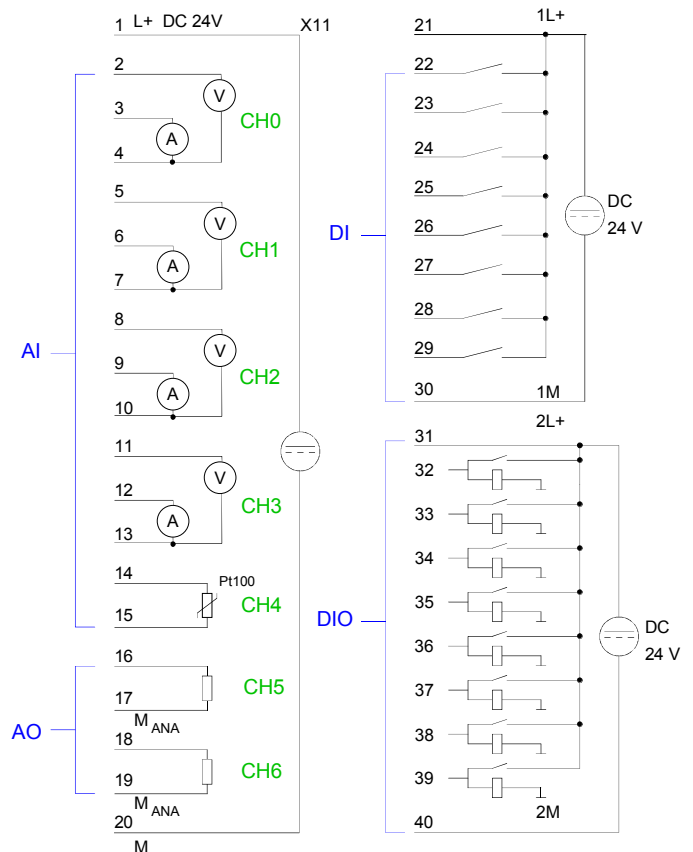 1 L+ DC 24V X11
2
V
3
CH0
A
4
5
V
6
CH1
A
7
8
V
AI
9
CH2
A
10
11
V
12
CH3
A
13
14
Pt100
CH4
15
16
CH5
17
M ANA
AO
18
CH6
19
M ANA
20
M
21 1L+
22
23
24
25
DC
24 V
DI
26
27
28
29
30 1M
2L+
31
32
33
34
35
DIO
DC
24 V
36
37
38
39
2M
40